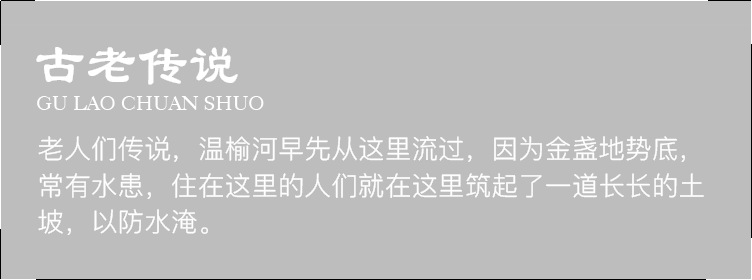 古老传说
GU LAO CHUAN SHUO
老人们传说，温榆河早先从这里流过，因为金盏地势底，
常有水患，住在这里的人们就在这里筑起了一道长长的土
坡，以防水淹。